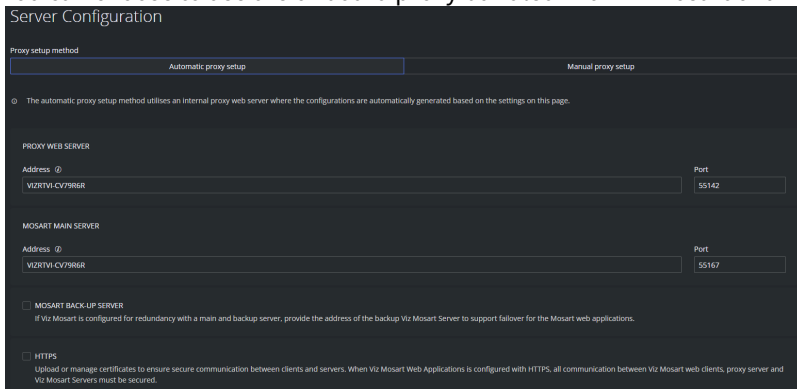 Server Configuration
Proxy setup method
Automatic proxy setup
Manual proxy setup
The automatic proxy setup method utilises an internal proxy web server where the configurations are automatically generated based on the settings on this page.
PROXY WEB SERVER
Address
Port
VIZRTVI-CV79R6R
55142
MOSART MAIN SERVER
Address
Port
VIZRTVI-CV79R6R
55167
MOSART BACK-UP SERVER
If Viz Mosart is configured for redundancy with a main and backup server, provide the address of the backup Viz Mosart Server to support failover for the Mosart web applications.
HTTPS
Upload or manage certificates to ensure secure communication between clients and servers. When Viz Mosart Web Applications is configured with HTTPS, all communication between Viz Mosart web clients, proxy server and
Viz Mosart Servers must be secured.